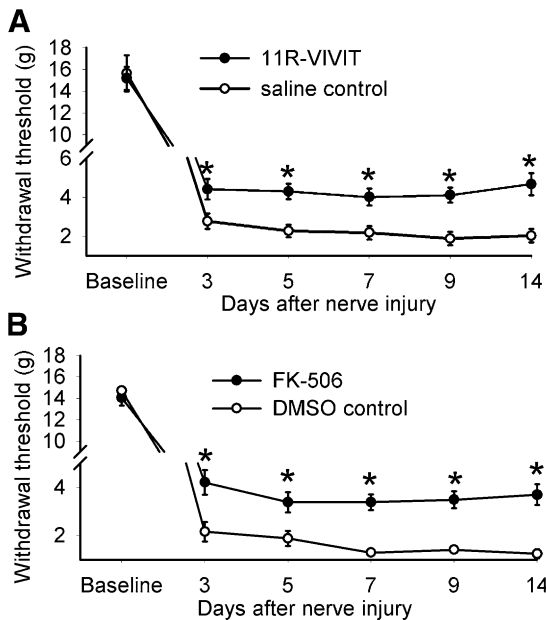 A
Withdrawal threshold (g)
18
16
14
12
10
6
4
2
11R-VIVIT
saline control
*
*
*
*
*
Baseline
3
5
7
9
14
Days after nerve injury
B
Withdrawal threshold (g)
18
16
14
12
10
4
2
FK-506
DMSO control
*
*
*
*
*
Baseline
3
5
7
9
14
Days after nerve injury